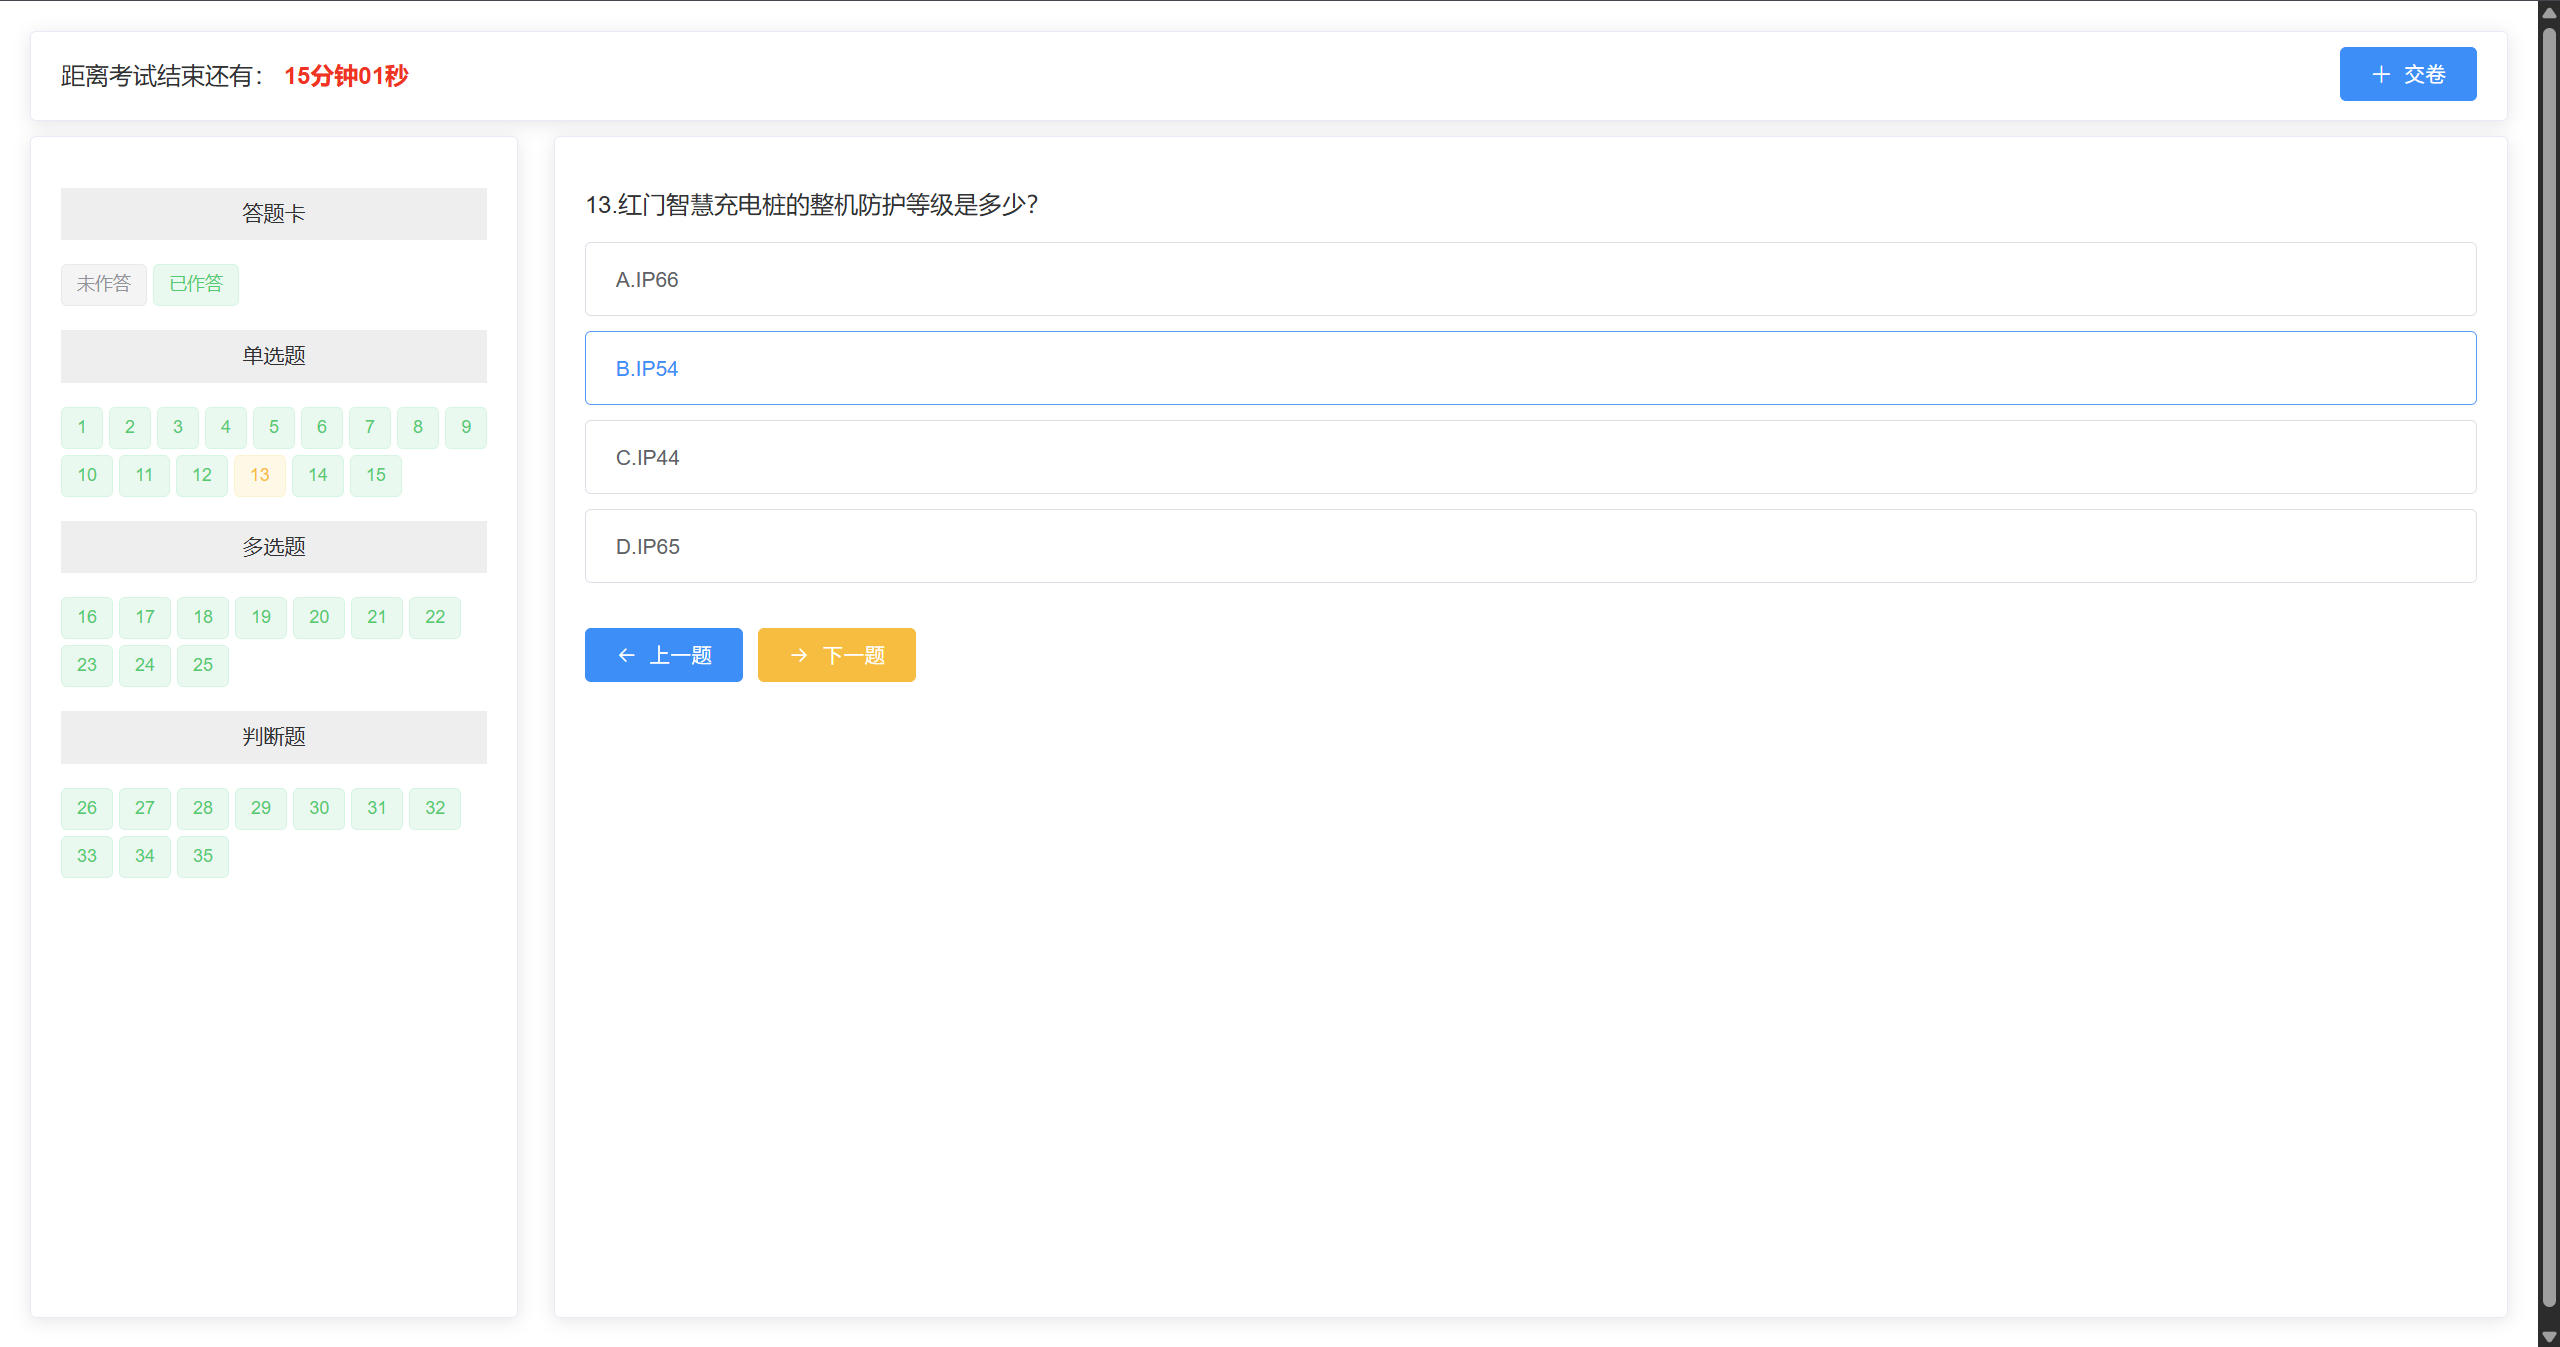 距离考试结束还有： 15分钟01秒
交卷
答题卡
未作答 已作答
单选题
1 2 3 4 5 6 7 8 9
10 11 12 13 14 15
多选题
16 17 18 19 20 21 22
23 24 25
判断题
26 27 28 29 30 31 32
33 34 35
13.红门智慧充电桩的整机防护等级是多少？
A.IP66
B.IP54
C.IP44
D.IP65
上一题 下一题